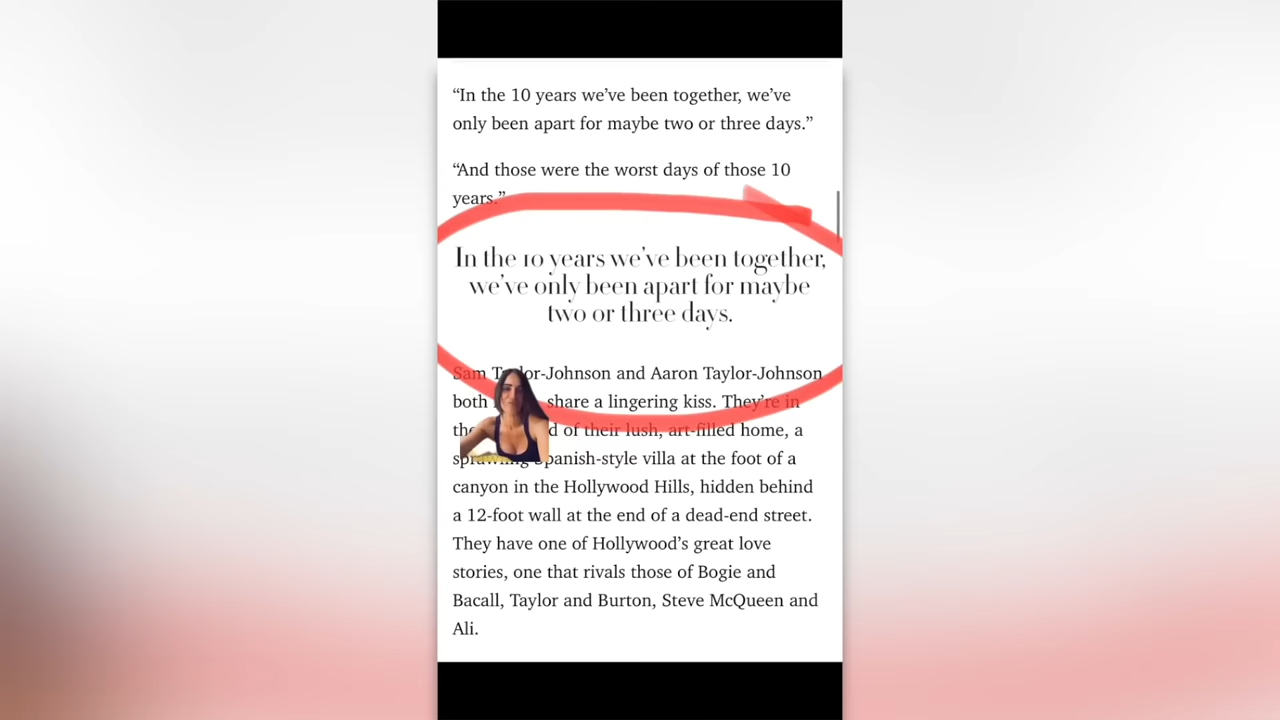 “In the 10 years we’ve been together, we’ve
only been apart for maybe two or three days.”
“And those were the worst days of those 10
years.”
In the 10 years we’ve been together,
we’ve only been apart for maybe
two or three days.
Sam Taylor-Johnson and Aaron Taylor-Johnson
both share a lingering kiss. They’re in
of their lush, art-filled home, a
sprawling Spanish-style villa at the foot of a
canyon in the Hollywood Hills, hidden behind
a 12-foot wall at the end of a dead-end street.
They have one of Hollywood’s great love
stories, one that rivals those of Bogie and
Bacall, Taylor and Burton, Steve McQueen and
Ali.